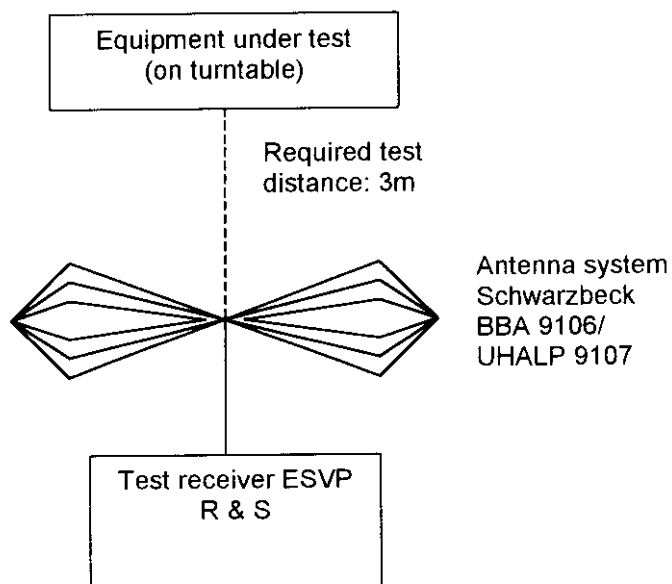 Equipment under test
(on turntable)
Required test
distance: 3m
Antenna system
Schwarzbeck
BBA 9106/
UHALP 9107
Test receiver ESVP
R & S